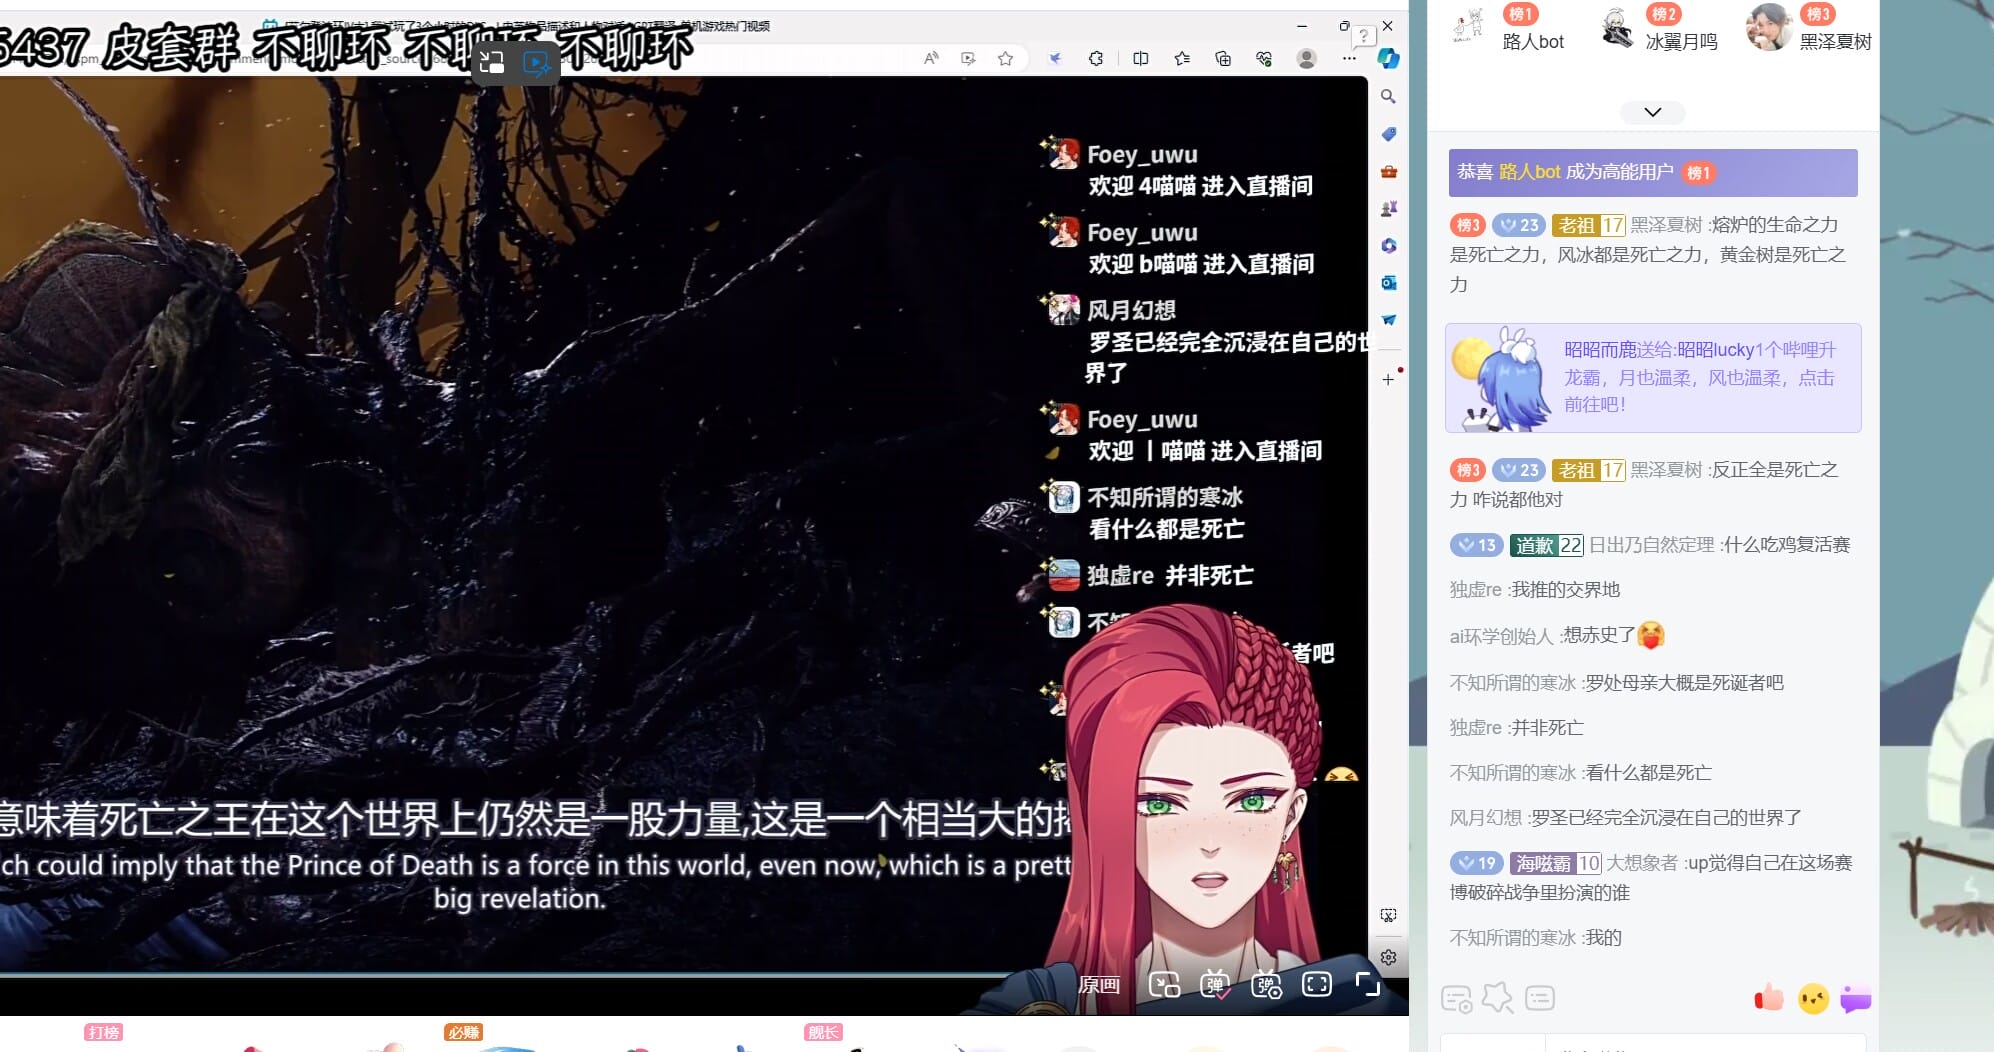 6437 皮套群 不聊环 不聊环 不聊环
Foey_uwu
欢迎 4喵喵 进入直播间
Foey_uwu
欢迎 b喵喵 进入直播间
风月幻想
罗圣已经完全沉浸在自己的世
界了
Foey_uwu
欢迎 丨喵喵 进入直播间
不知所谓的寒冰
看什么都是死亡
独虚re 并非死亡
者吧
意味着死亡之王在这个世界上仍然是一股力量,这是一个相当大的
ch could imply that the Prince of Death is a force in this world, even now, which is a prett
big revelation.
原画
弹
弹
打榜
必赚
舰长
榜1
路人bot
榜2
冰翼月鸣
榜3
黑泽夏树
恭喜 路人bot 成为高能用户 榜1
榜3 23 老祖 17 黑泽夏树 :熔炉的生命之力
是死亡之力，风冰都是死亡之力，黄金树是死亡之
力
昭昭而鹿送给:昭昭lucky1个哔哩升
龙霸，月也温柔，风也温柔，点击
前往吧！
榜3 23 老祖 17 黑泽夏树 :反正全是死亡之
力 咋说都他对
13 道歉 22 日出乃自然定理 :什么吃鸡复活赛
独虚re :我推的交界地
ai环学创始人 :想赤史了
不知所谓的寒冰 :罗处母亲大概是死诞者吧
独虚re :并非死亡
不知所谓的寒冰 :看什么都是死亡
风月幻想 :罗圣已经完全沉浸在自己的世界了
19 海嗞霸 10 大想象者 :up觉得自己在这场赛
博破碎战争里扮演的谁
不知所谓的寒冰 :我的